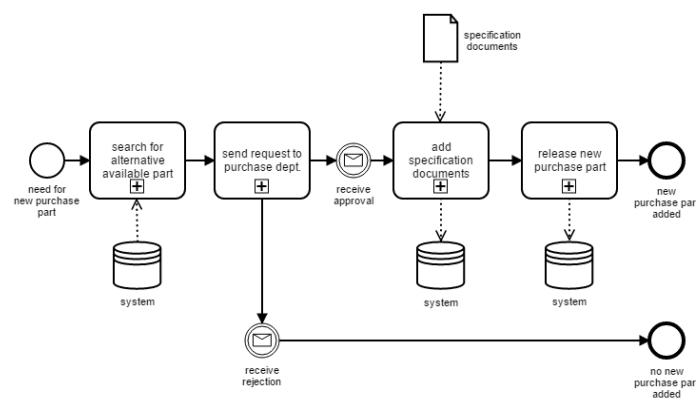 specification
documents
search for
alternative
available part
send request to
purchase dept.
add
specification
documents
release new
purchase part
need for
new purchase
part
receive
approval
new
purchase par
added
system
system
system
receive
rejection
no new
purchase par
added